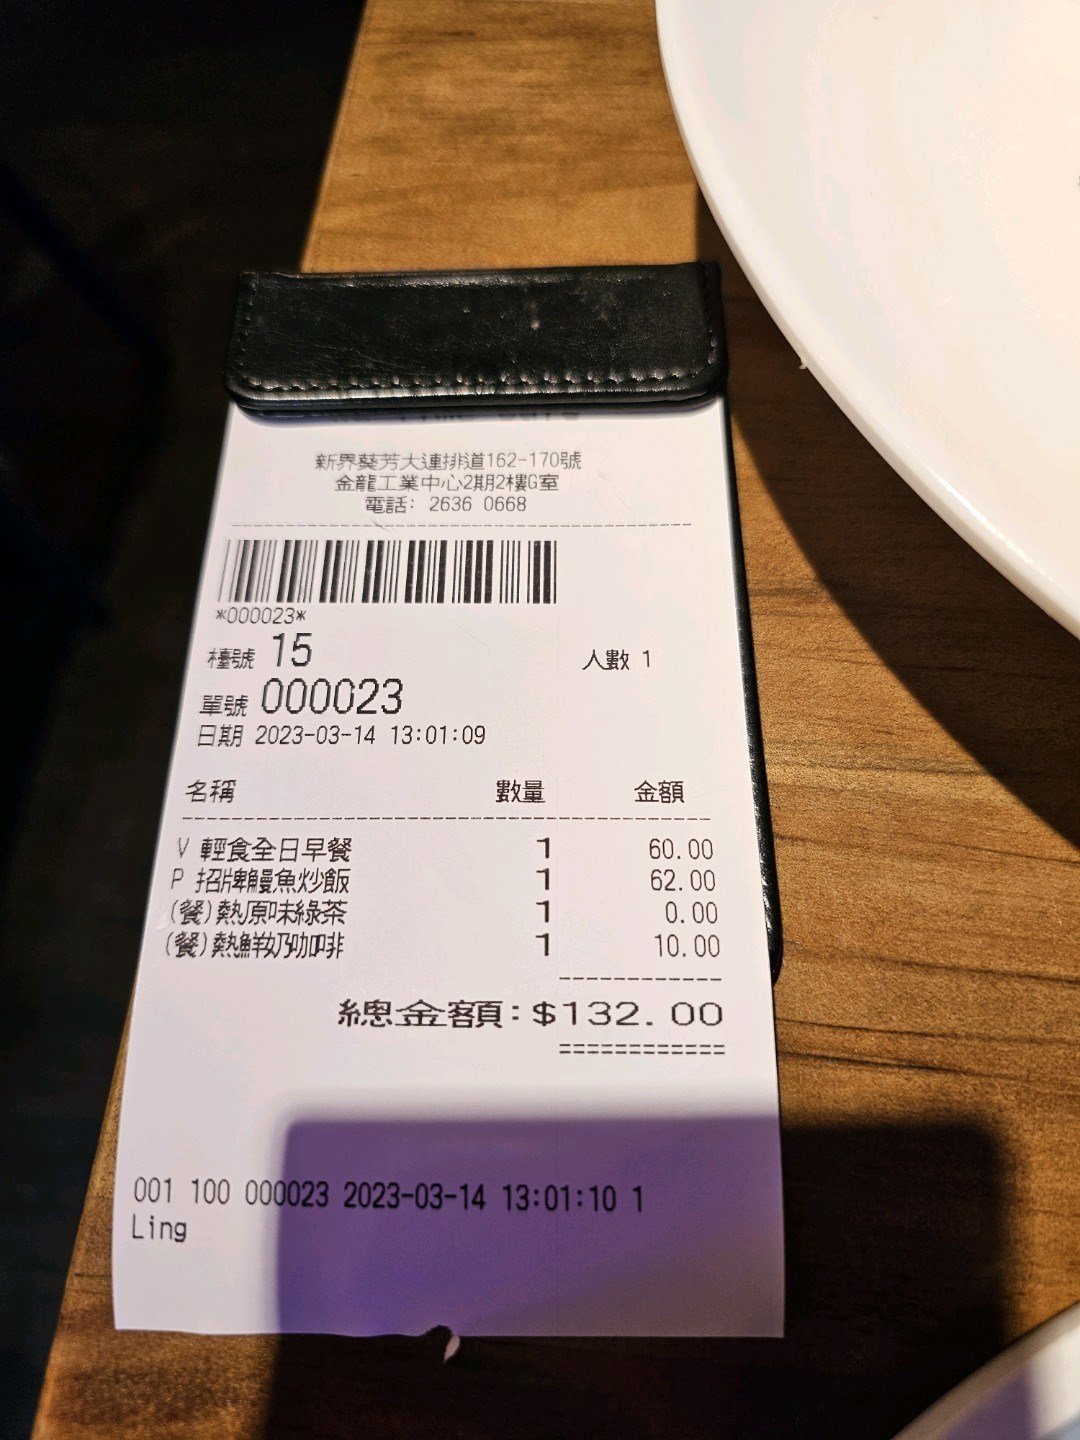 新界葵芳大連排道162-170號
金龍工業中心2期2樓G室
電話: 2636 0668
*000023*
檯號 15 人數 1
單號 000023
日期 2023-03-14 13:01:09
名稱 數量 金額
V 輕食全日早餐 1 60.00
P 招牌鰻魚炒飯 1 62.00
(餐)熱原味綠茶 1 0.00
(餐)熱鮮奶咖啡 1 10.00
總金額:$132.00
001 100 000023 2023-03-14 13:01:10 1
Ling